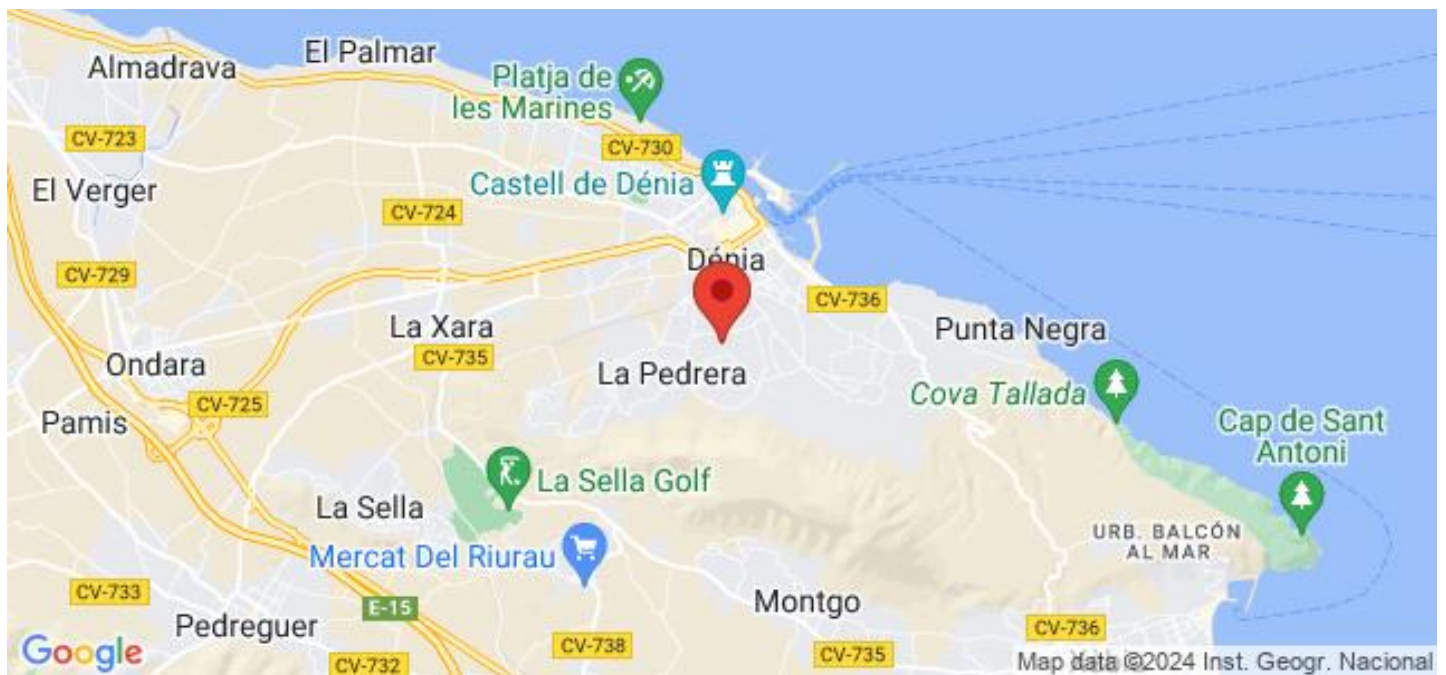 El Palmar
Almadrava
Platja de
les Marines
CV-723
CV-730
El Verger
Castell de Dénia
CV-724
Dénia
CV-729
CV-736
La Xara
Punta Negra
CV-735
Ondara
La Pedrera
Cova Tallada
CV-725
Pamis
Cap de Sant
Antoni
La Sella Golf
La Sella
URB. BALCÓN
AL MAR
Mercat Del Riurau
CV-733
E-15
Montgo
Pedreguer
CV-736
CV-738
CV-735
Google
CV-732
Map data ©2024 Inst. Geogr. Nacional